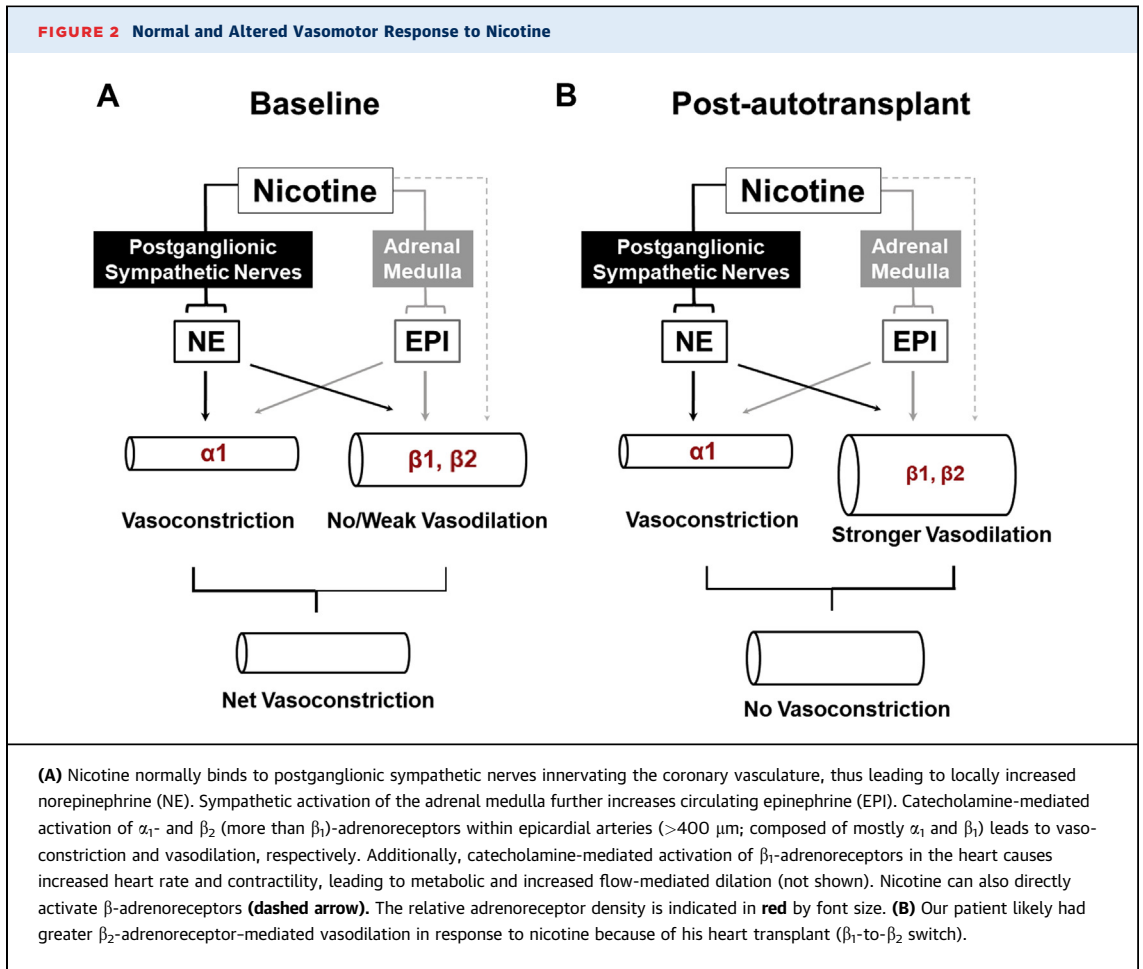 FIGURE 2 Normal and Altered Vasomotor Response to Nicotine
A
Baseline
Nicotine
Postganglionic
Sympathetic Nerves
Adrenal
Medulla
NE
EPI
α1
β1, β2
Vasoconstriction
No/Weak Vasodilation
Net Vasoconstriction
B
Post-autotransplant
Nicotine
Postganglionic
Sympathetic Nerves
Adrenal
Medulla
NE
EPI
α1
β1, β2
Vasoconstriction
Stronger Vasodilation
No Vasoconstriction
(A) Nicotine normally binds to postganglionic sympathetic nerves innervating the coronary vasculature, thus leading to locally increased
norepinephrine (NE). Sympathetic activation of the adrenal medulla further increases circulating epinephrine (EPI). Catecholamine-mediated
activation of α₁- and β₂ (more than β₁)-adrenoreceptors within epicardial arteries (>400 μm; composed of mostly α₁ and β₁) leads to vaso-
constriction and vasodilation, respectively. Additionally, catecholamine-mediated activation of β₁-adrenoreceptors in the heart causes
increased heart rate and contractility, leading to metabolic and increased flow-mediated dilation (not shown). Nicotine can also directly
activate β-adrenoreceptors (dashed arrow). The relative adrenoreceptor density is indicated in red by font size. (B) Our patient likely had
greater β₂-adrenoreceptor–mediated vasodilation in response to nicotine because of his heart transplant (β₁-to-β₂ switch).